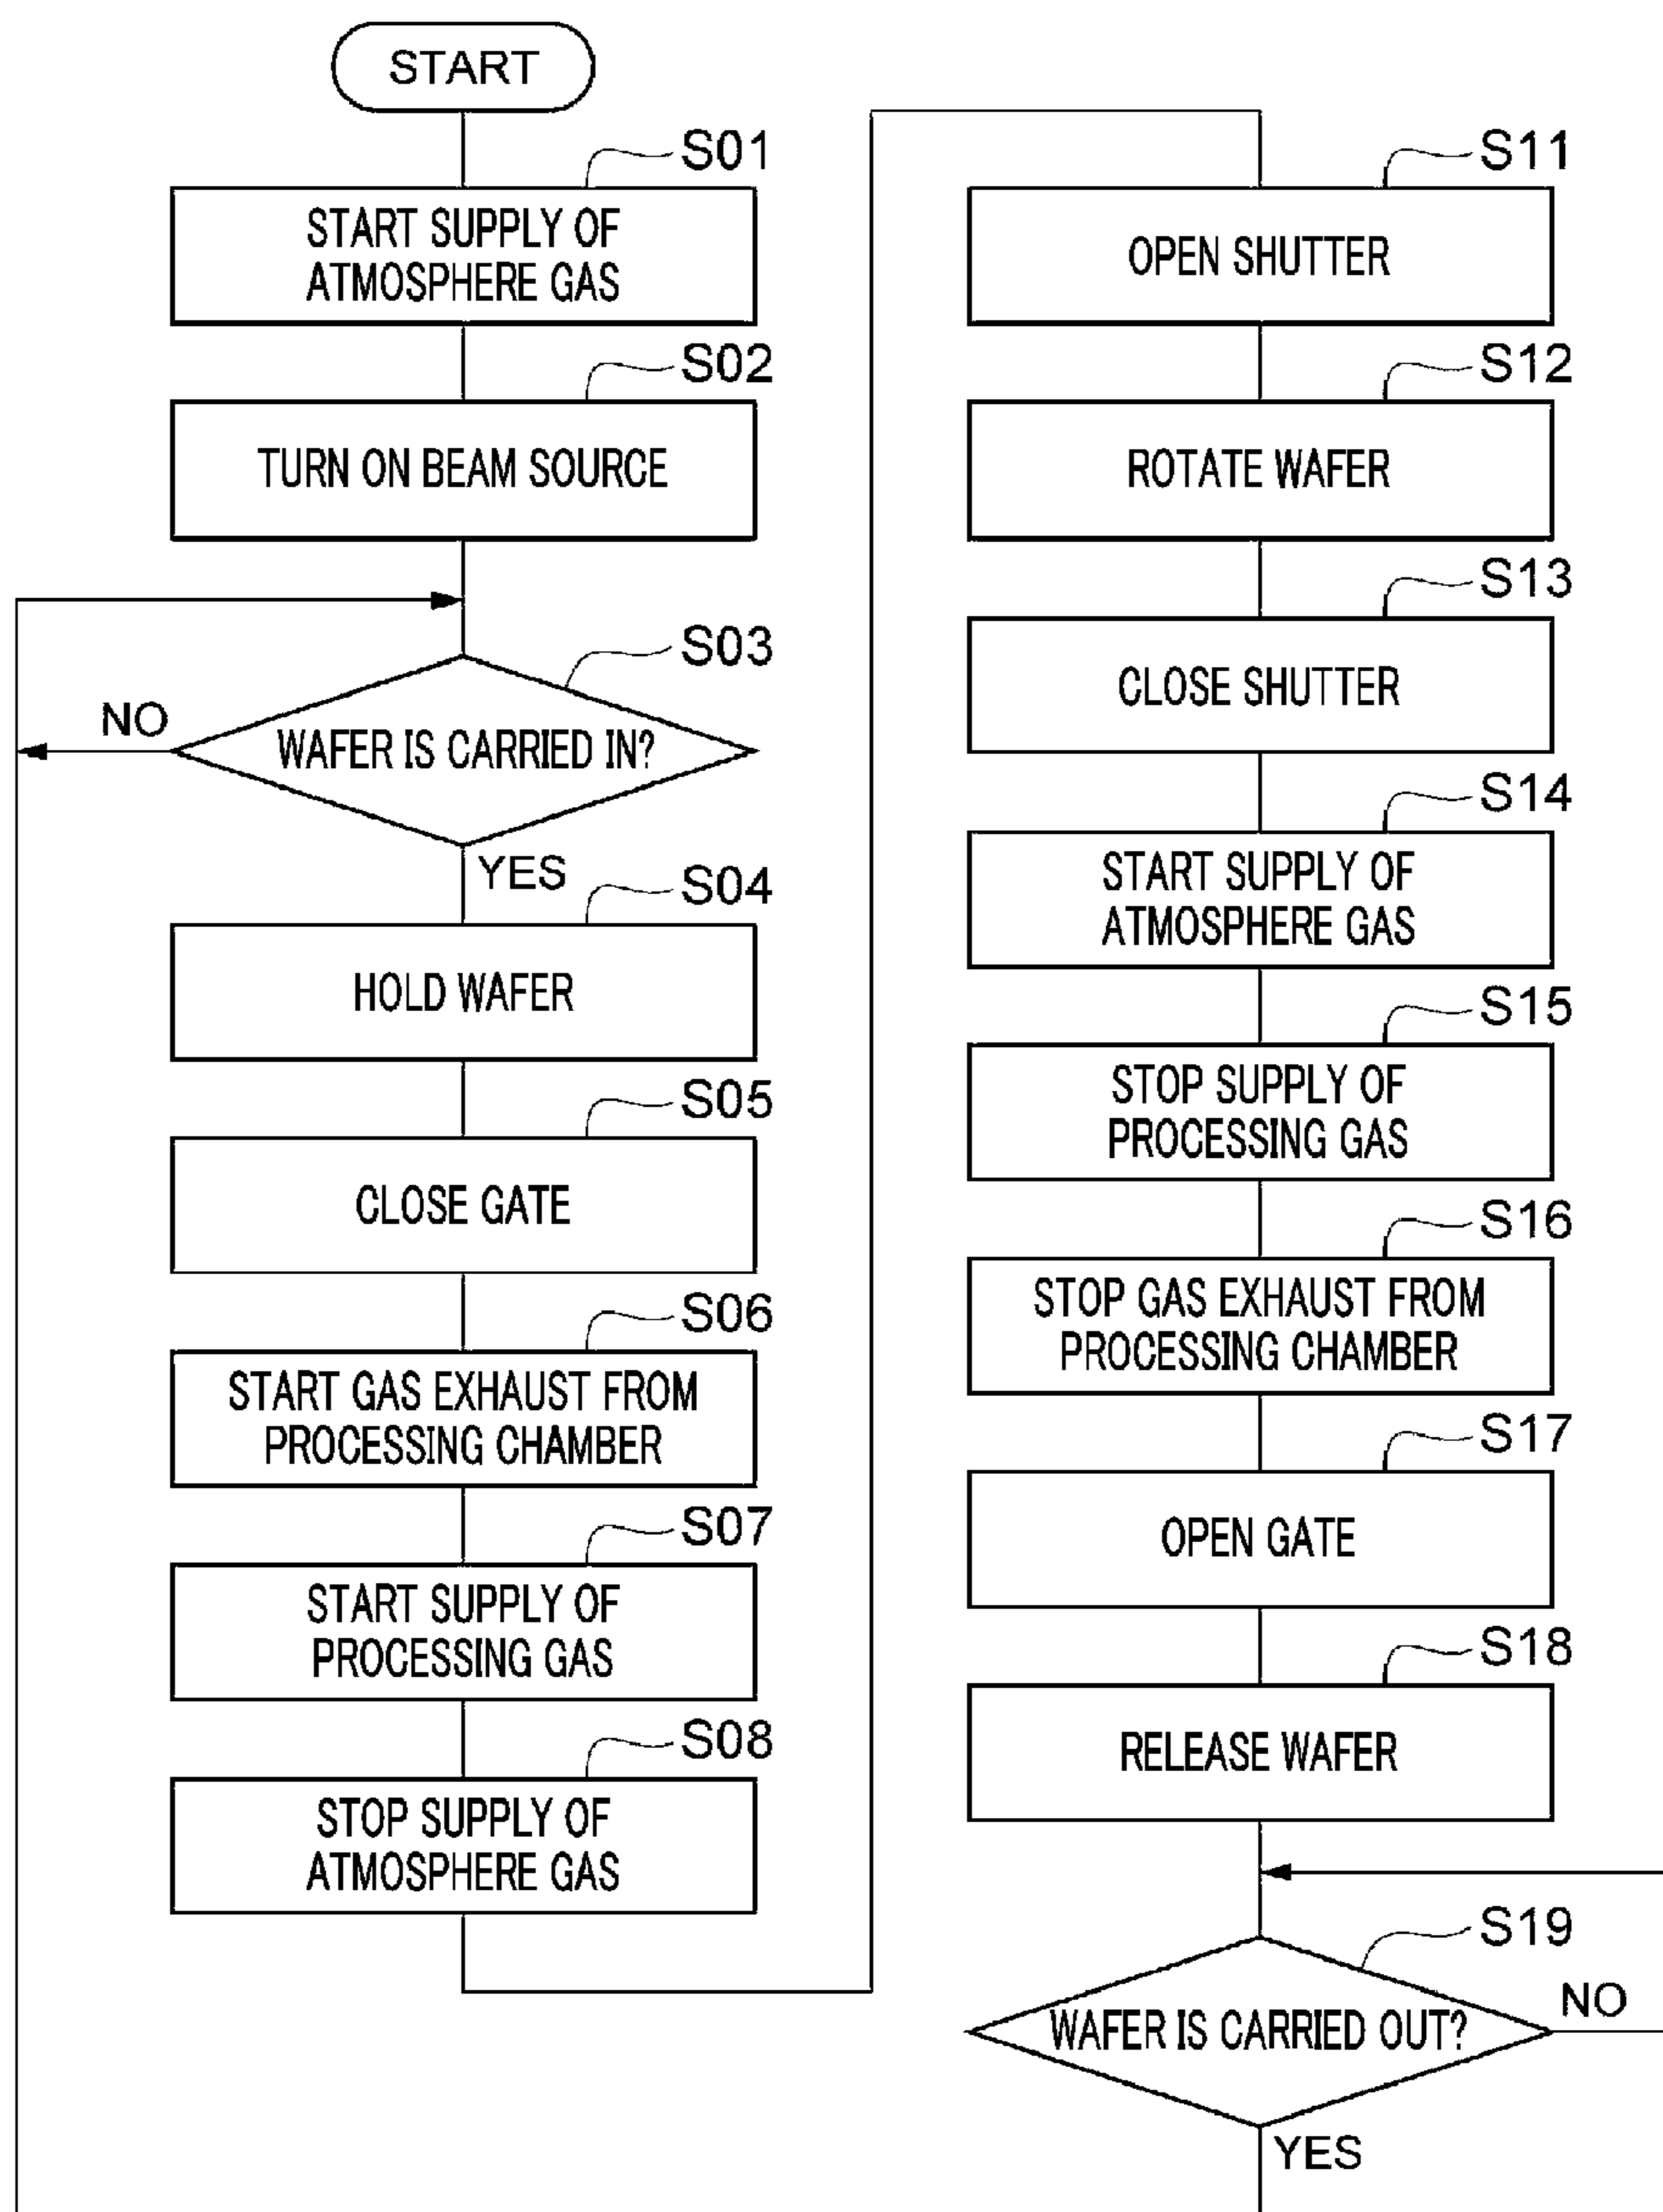 START
S01
START SUPPLY OF
ATMOSPHERE GAS
S02
TURN ON BEAM SOURCE
S03
NO
WAFER IS CARRIED IN?
YES
S04
HOLD WAFER
S05
CLOSE GATE
S06
START GAS EXHAUST FROM
PROCESSING CHAMBER
S07
START SUPPLY OF
PROCESSING GAS
S08
STOP SUPPLY OF
ATMOSPHERE GAS
S11
OPEN SHUTTER
S12
ROTATE WAFER
S13
CLOSE SHUTTER
S14
START SUPPLY OF
ATMOSPHERE GAS
S15
STOP SUPPLY OF
PROCESSING GAS
S16
STOP GAS EXHAUST FROM
PROCESSING CHAMBER
S17
OPEN GATE
S18
RELEASE WAFER
S19
WAFER IS CARRIED OUT?
NO
YES